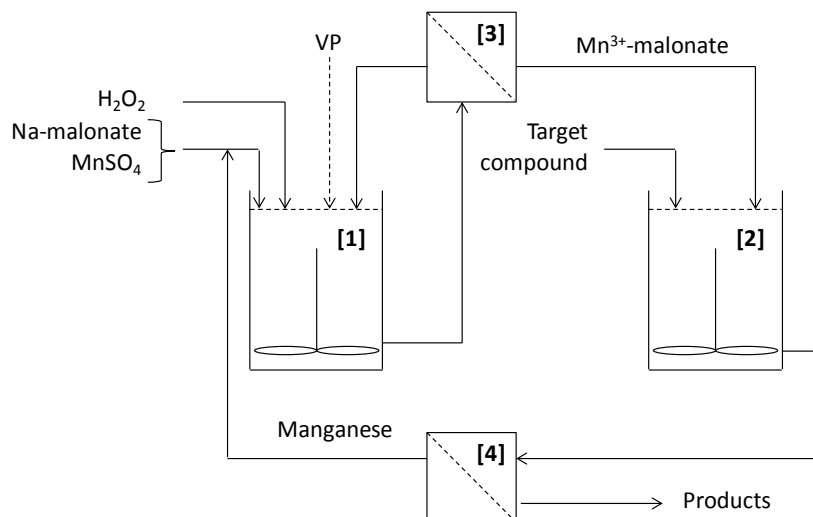 [3]
VP
Mn³⁺-malonate
H₂O₂
Na-malonate
MnSO₄
Target
compound
[1]
[2]
Manganese
[4]
Products